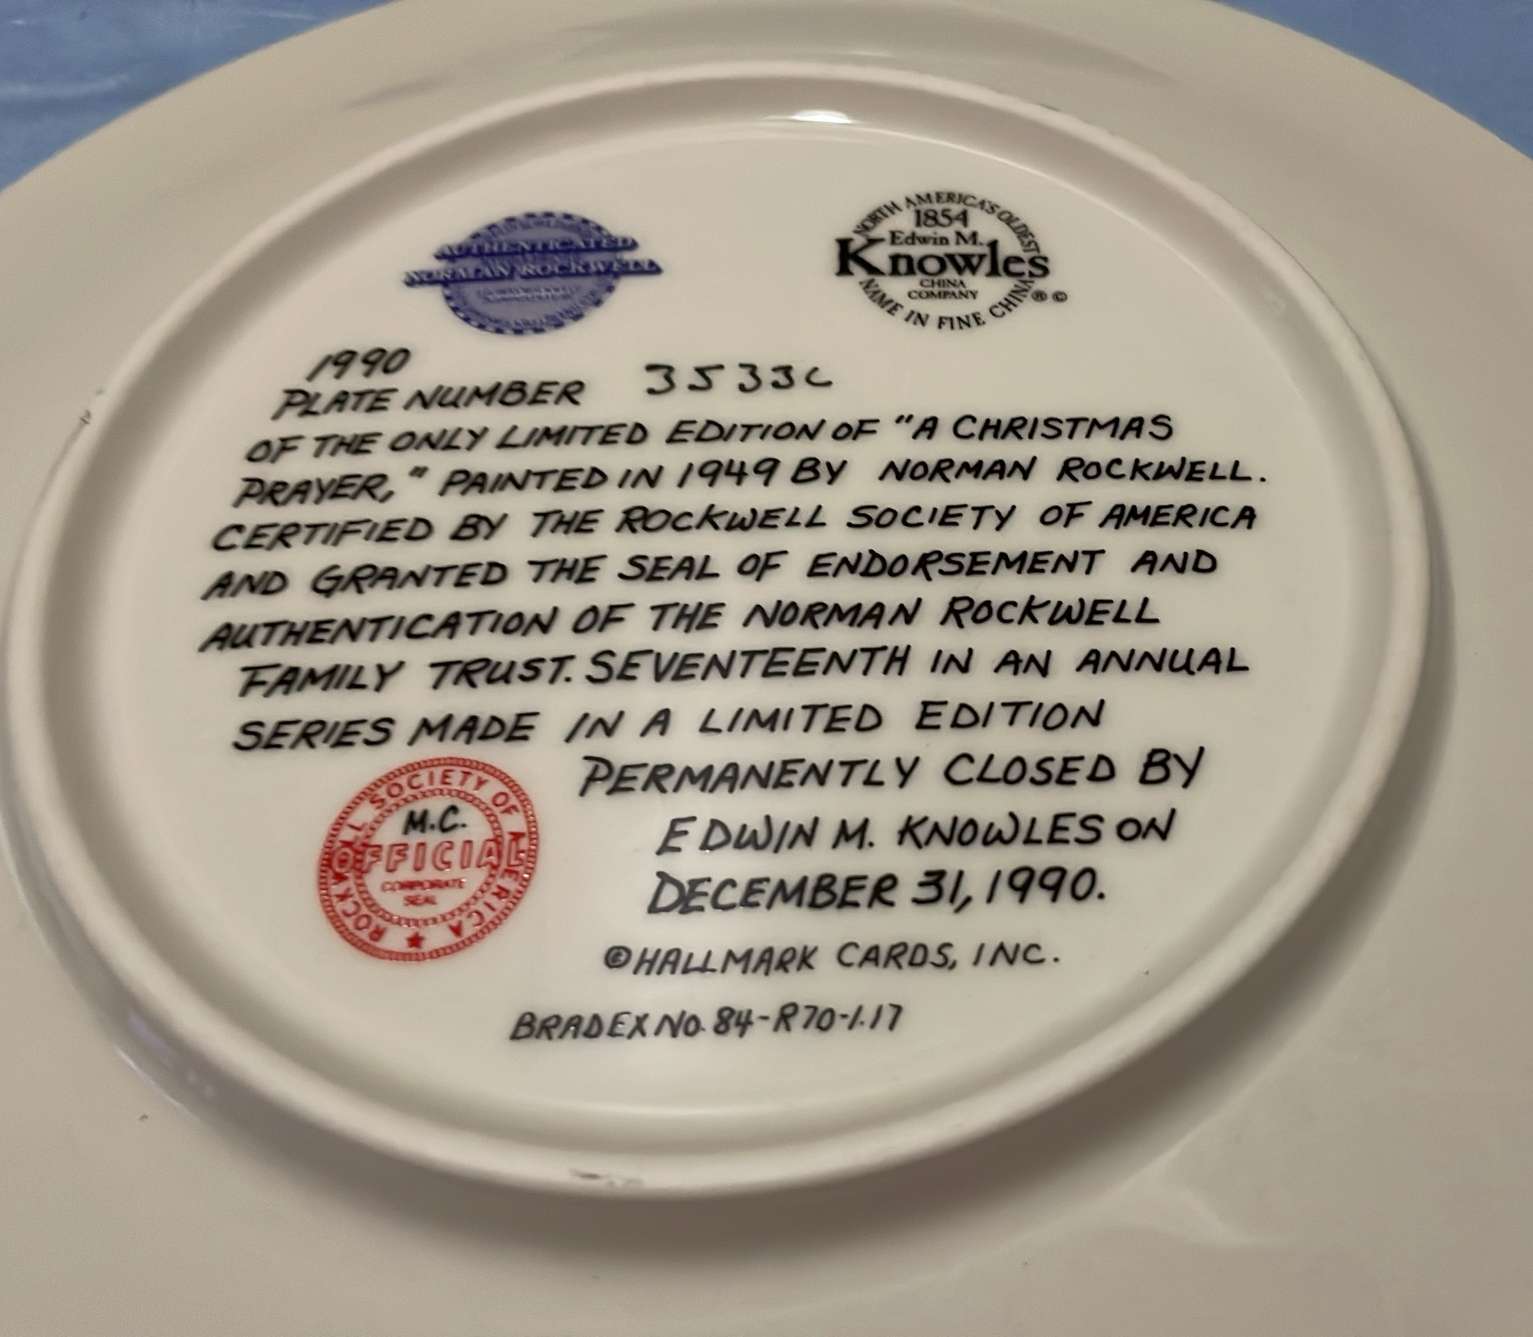 AUTHENTICATED
NORMAN ROCKWELL
NORTH AMERICA'S OLDEST
1854
Edwin M.
Knowles
CHINA
COMPANY
NAME IN FINE CHINA ® ©
1990
PLATE NUMBER 3533C
OF THE ONLY LIMITED EDITION OF "A CHRISTMAS
PRAYER," PAINTED IN 1949 BY NORMAN ROCKWELL.
CERTIFIED BY THE ROCKWELL SOCIETY OF AMERICA
AND GRANTED THE SEAL OF ENDORSEMENT AND
AUTHENTICATION OF THE NORMAN ROCKWELL
FAMILY TRUST. SEVENTEENTH IN AN ANNUAL
SERIES MADE IN A LIMITED EDITION
PERMANENTLY CLOSED BY
EDWIN M. KNOWLES ON
DECEMBER 31, 1990.
ROCKWELL SOCIETY OF AMERICA ★
M.C.
OFFICIAL
CORPORATE
SEAL
© HALLMARK CARDS, INC.
BRADEX NO. 84-R70-1.17